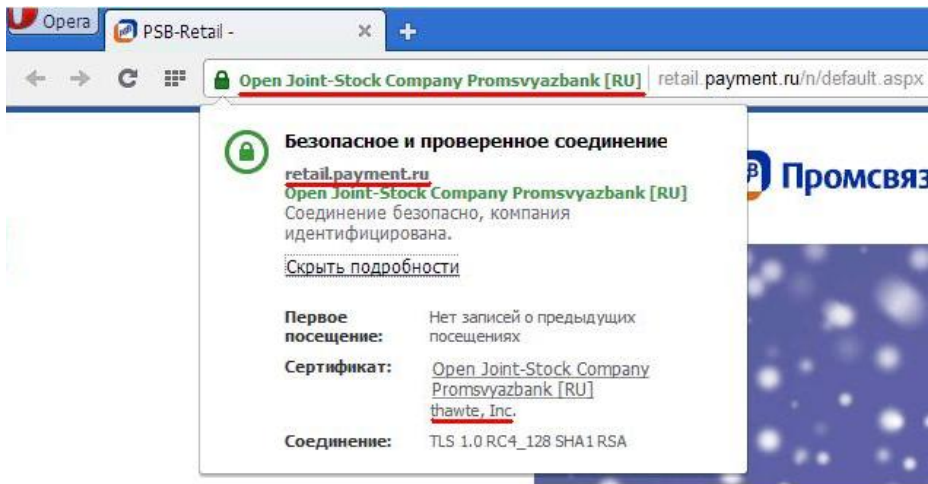 Opera
PSB-Retail -
Open Joint-Stock Company Promsvyazbank [RU] retail.payment.ru/n/default.aspx
Безопасное и проверенное соединение
retail.payment.ru
Open Joint-Stock Company Promsvyazbank [RU]
Соединение безопасно, компания
идентифицирована.
Скрыть подробности
Первое посещение: Нет записей о предыдущих посещениях
Сертификат: Open Joint-Stock Company
Promsvyazbank [RU]
thawte, Inc.
Соединение: TLS 1.0 RC4_128 SHA1 RSA
Промсвяз